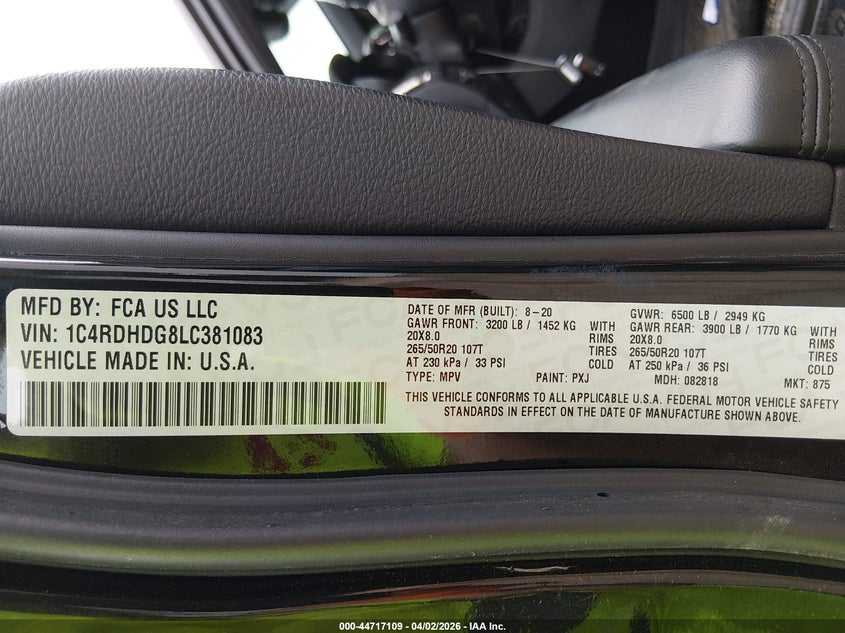 MFD BY: FCA US LLC
VIN: 1C4RDHDG8LC381083
VEHICLE MADE IN: U.S.A.
DATE OF MFR (BUILT): 8-20
GAWR FRONT: 3200 LB / 1452 KG WITH
20X8.0 RIMS
265/50R20 107T TIRES
AT 230 kPa / 33 PSI COLD
TYPE: MPV PAINT: PXJ
GVWR: 6500 LB / 2949 KG
GAWR REAR: 3900 LB / 1770 KG WITH
20X8.0 RIMS
265/50R20 107T TIRES
AT 250 kPa / 36 PSI COLD
MDH: 082818 MKT: 875
THIS VEHICLE CONFORMS TO ALL APPLICABLE U.S.A. FEDERAL MOTOR VEHICLE SAFETY
STANDARDS IN EFFECT ON THE DATE OF MANUFACTURE SHOWN ABOVE.
000-44717109 - 04/02/2026 - IAA Inc.